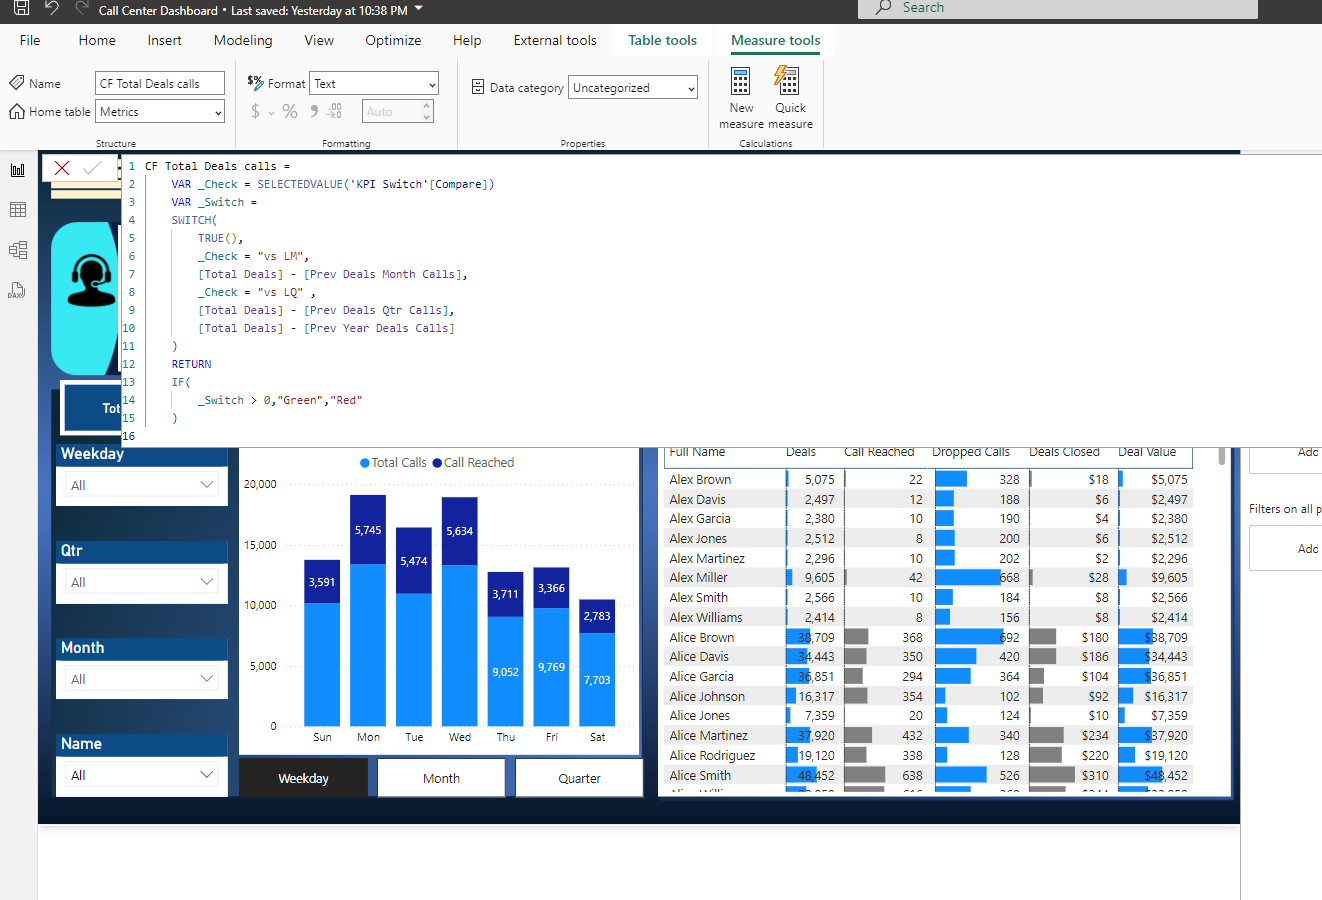 Call Center Dashboard • Last saved: Yesterday at 10:38 PM
Search
File Home Insert Modeling View Optimize Help External tools Table tools Measure tools
Name CF Total Deals calls
Home table Metrics
Structure
$% Format Text
$ % 9 Auto
Formatting
Data category Uncategorized
Properties
New measure
Quick measure
Calculations
1 CF Total Deals calls =
2 VAR _Check = SELECTEDVALUE('KPI Switch'[Compare])
3 VAR _Switch =
4 SWITCH(
5 TRUE(),
6 _Check = "vs LM",
7 [Total Deals] - [Prev Deals Month Calls],
8 _Check = "vs LQ" ,
9 [Total Deals] - [Prev Deals Qtr Calls],
10 [Total Deals] - [Prev Year Deals Calls]
11 )
12 RETURN
13 IF(
14 _Switch > 0,"Green","Red"
15 )
16
DAX
Tot
Weekday
All
Qtr
All
Month
All
Name
All
Total Calls Call Reached
20,000
15,000
10,000
5,000
0
3,591
5,745
5,474
5,634
3,711
3,366
2,783
9,052
9,769
7,703
Sun Mon Tue Wed Thu Fri Sat
Weekday Month Quarter
Full Name Deals Call Reached Dropped Calls Deals Closed Deal Value
Alex Brown 5,075 22 328 $18 $5,075
Alex Davis 2,497 12 188 $6 $2,497
Alex Garcia 2,380 10 190 $4 $2,380
Alex Jones 2,512 8 200 $6 $2,512
Alex Martinez 2,296 10 202 $2 $2,296
Alex Miller 9,605 42 668 $28 $9,605
Alex Smith 2,566 10 184 $8 $2,566
Alex Williams 2,414 8 156 $8 $2,414
Alice Brown 38,709 368 692 $180 $38,709
Alice Davis 34,443 350 420 $186 $34,443
Alice Garcia 36,851 294 364 $104 $36,851
Alice Johnson 16,317 354 102 $92 $16,317
Alice Jones 7,359 20 124 $10 $7,359
Alice Martinez 37,920 432 340 $234 $37,920
Alice Rodriguez 19,120 338 128 $220 $19,120
Alice Smith 48,452 638 526 $310 $48,452
Add
Filters on all p
Add